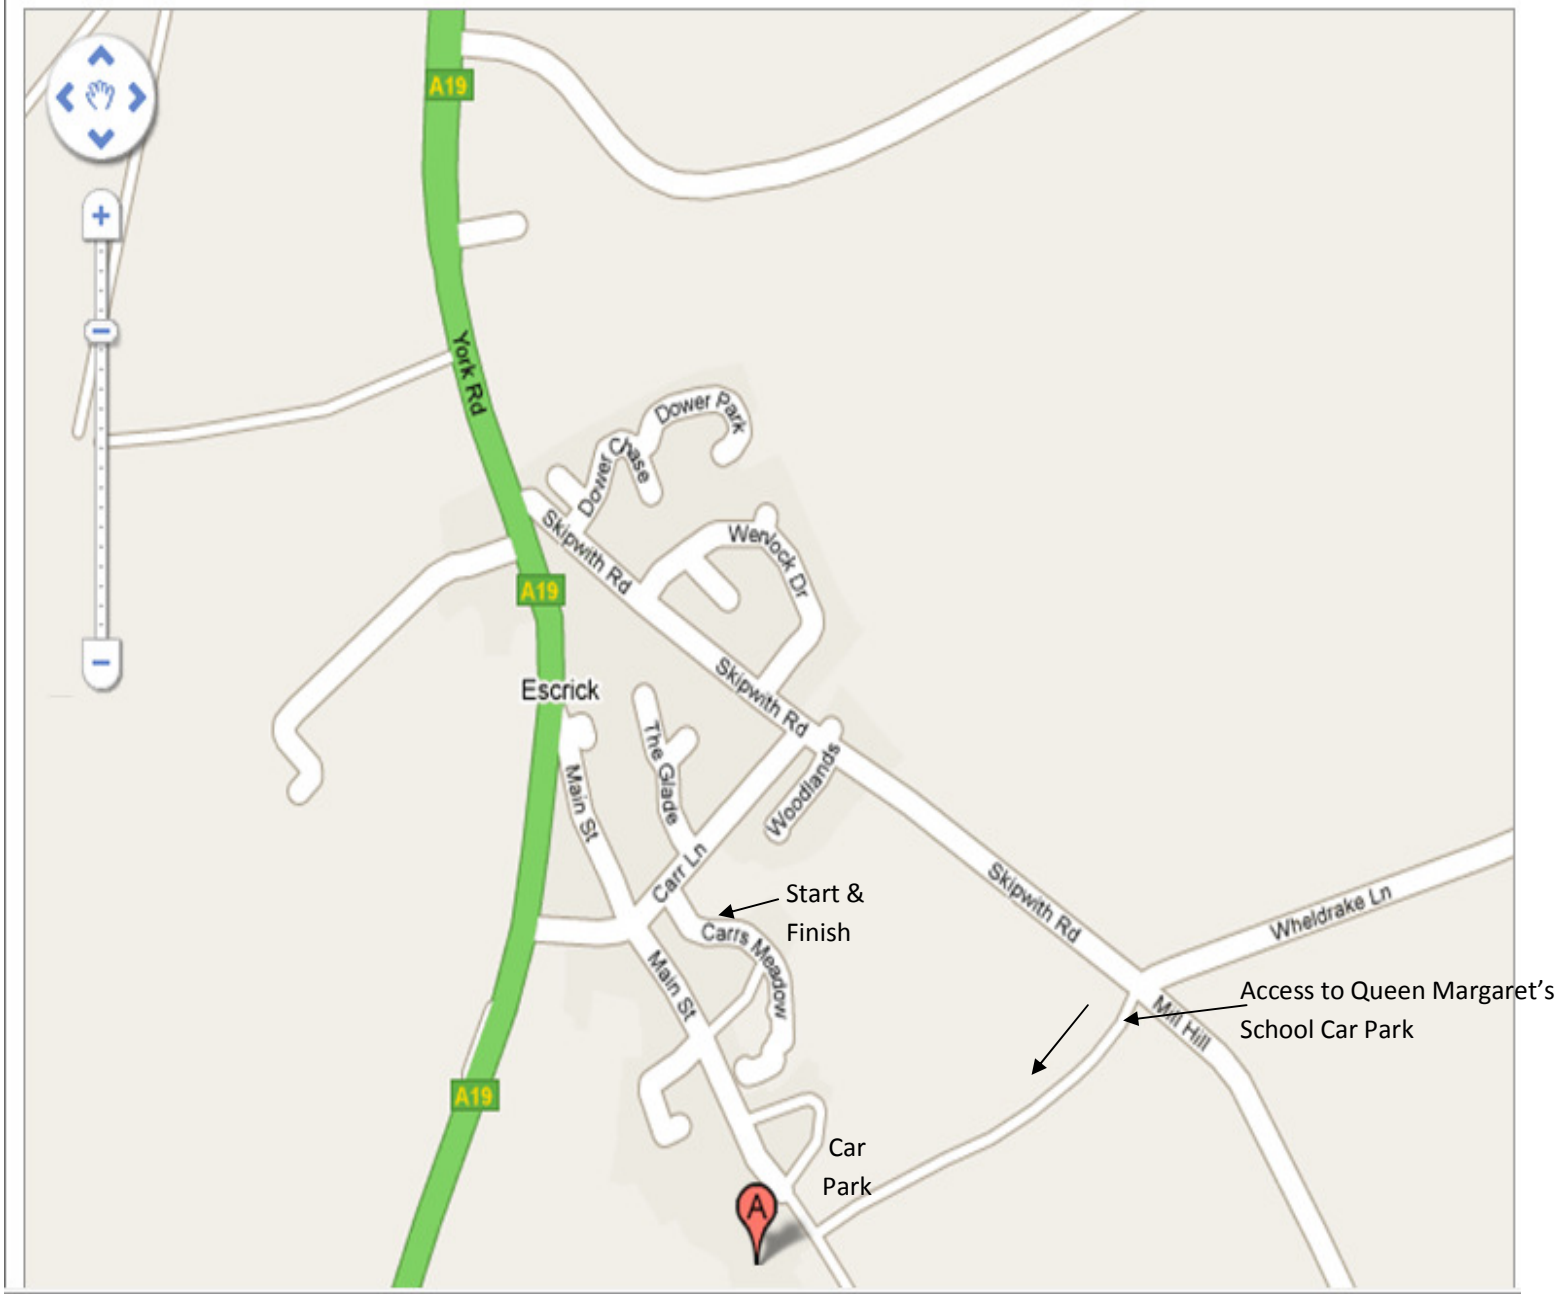 A19
York Rd
Dower Park
Dower Chase
Skipwith Rd
Wenlock Dr
A19
Escrick
Skipwith Rd
The Glade
Main St
Woodlands
Carr Ln
Start &
Finish
Skipwith Rd
Wheldrake Ln
Carrs Meadow
Main St
Access to Queen Margaret’s
School Car Park
Mill Hill
A19
Car
Park
A